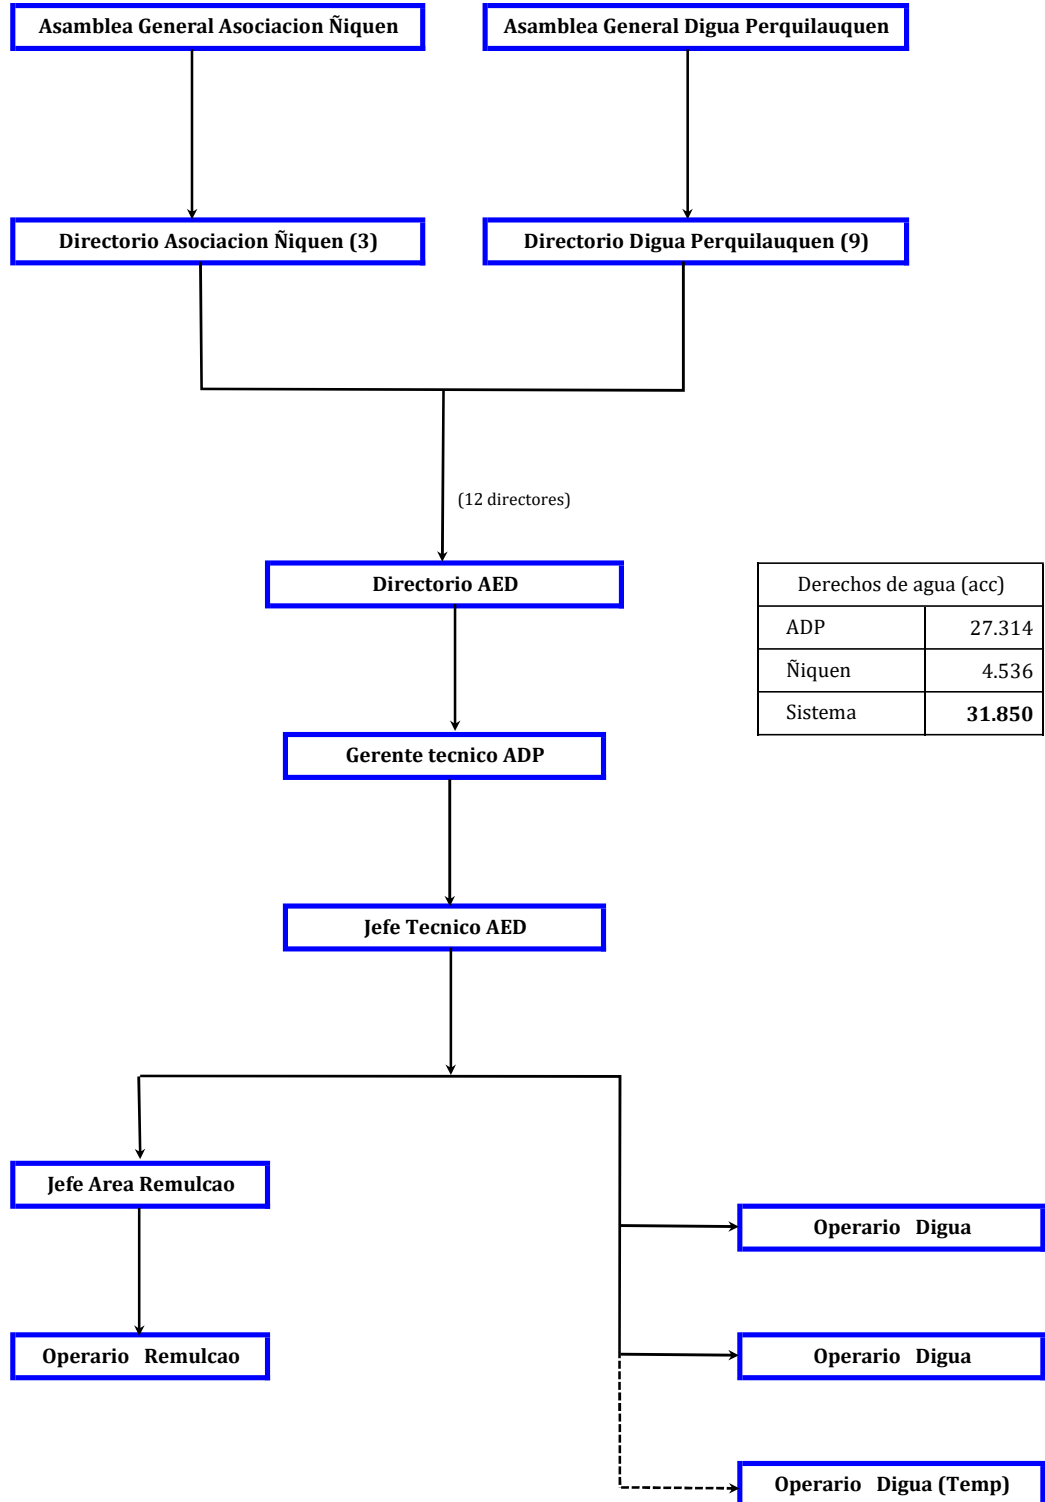 Asamblea General Asociacion Ñiquen
Asamblea General Digua Perquilauquen
Directorio Asociacion Ñiquen (3)
Directorio Digua Perquilauquen (9)
(12 directores)
Directorio AED
Derechos de agua (acc)
ADP 27.314
Ñiquen 4.536
Sistema 31.850
Gerente tecnico ADP
Jefe Tecnico AED
Jefe Area Remulcao
Operario Digua
Operario Remulcao
Operario Digua
Operario Digua (Temp)